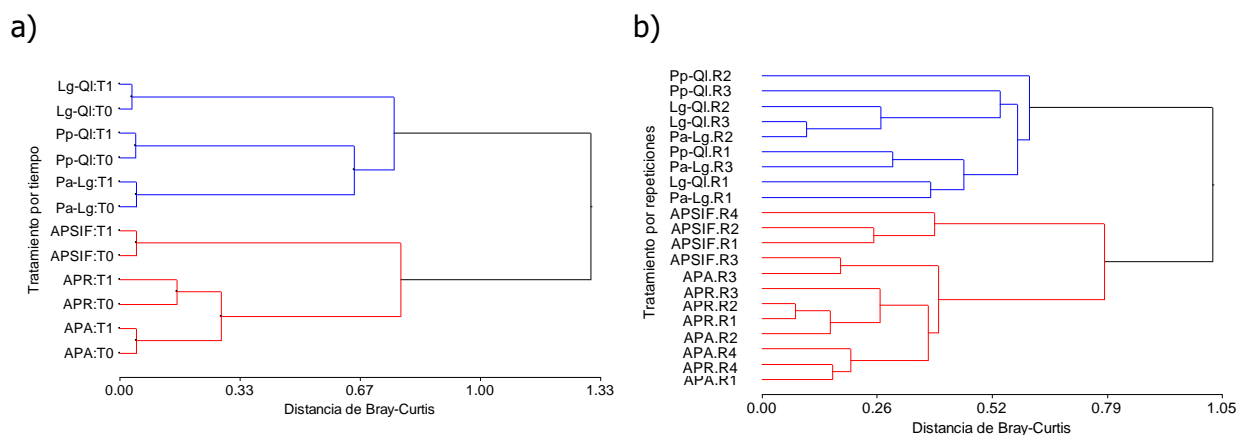 a)
Tratamiento por tiempo
Lg-Ql:T1
Lg-Ql:T0
Pp-Ql:T1
Pp-Ql:T0
Pa-Lg:T1
Pa-Lg:T0
APSIF:T1
APSIF:T0
APR:T1
APR:T0
APA:T1
APA:T0
0.00 0.33 0.67 1.00 1.33
Distancia de Bray-Curtis
b)
Tratamiento por repeticiones
Pp-Ql.R2
Pp-Ql.R3
Lg-Ql.R2
Lg-Ql.R3
Pa-Lg.R2
Pp-Ql.R1
Pa-Lg.R3
Lg-Ql.R1
Pa-Lg.R1
APSIF.R4
APSIF.R2
APSIF.R1
APSIF.R3
APA.R3
APR.R3
APR.R2
APR.R1
APA.R2
APA.R4
APR.R4
APA.R1
0.00 0.26 0.52 0.79 1.05
Distancia de Bray-Curtis